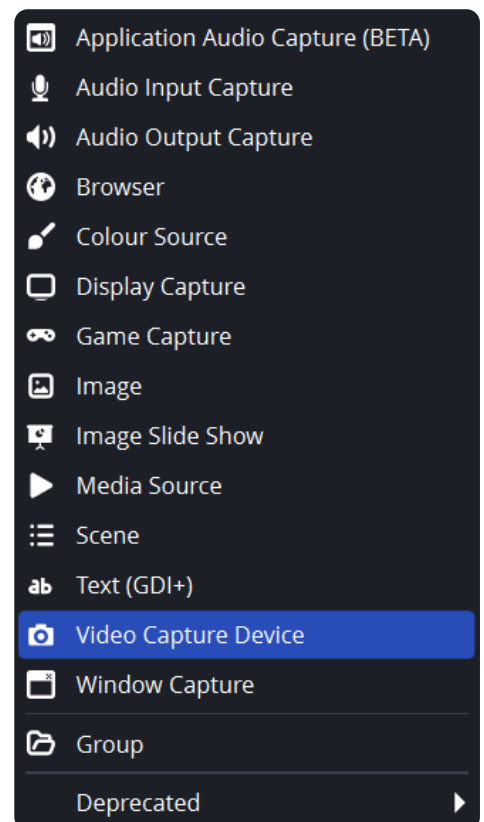 Application Audio Capture (BETA)
Audio Input Capture
Audio Output Capture
Browser
Colour Source
Display Capture
Game Capture
Image
Image Slide Show
Media Source
Scene
ab Text (GDI+)
Video Capture Device
Window Capture
Group
Deprecated